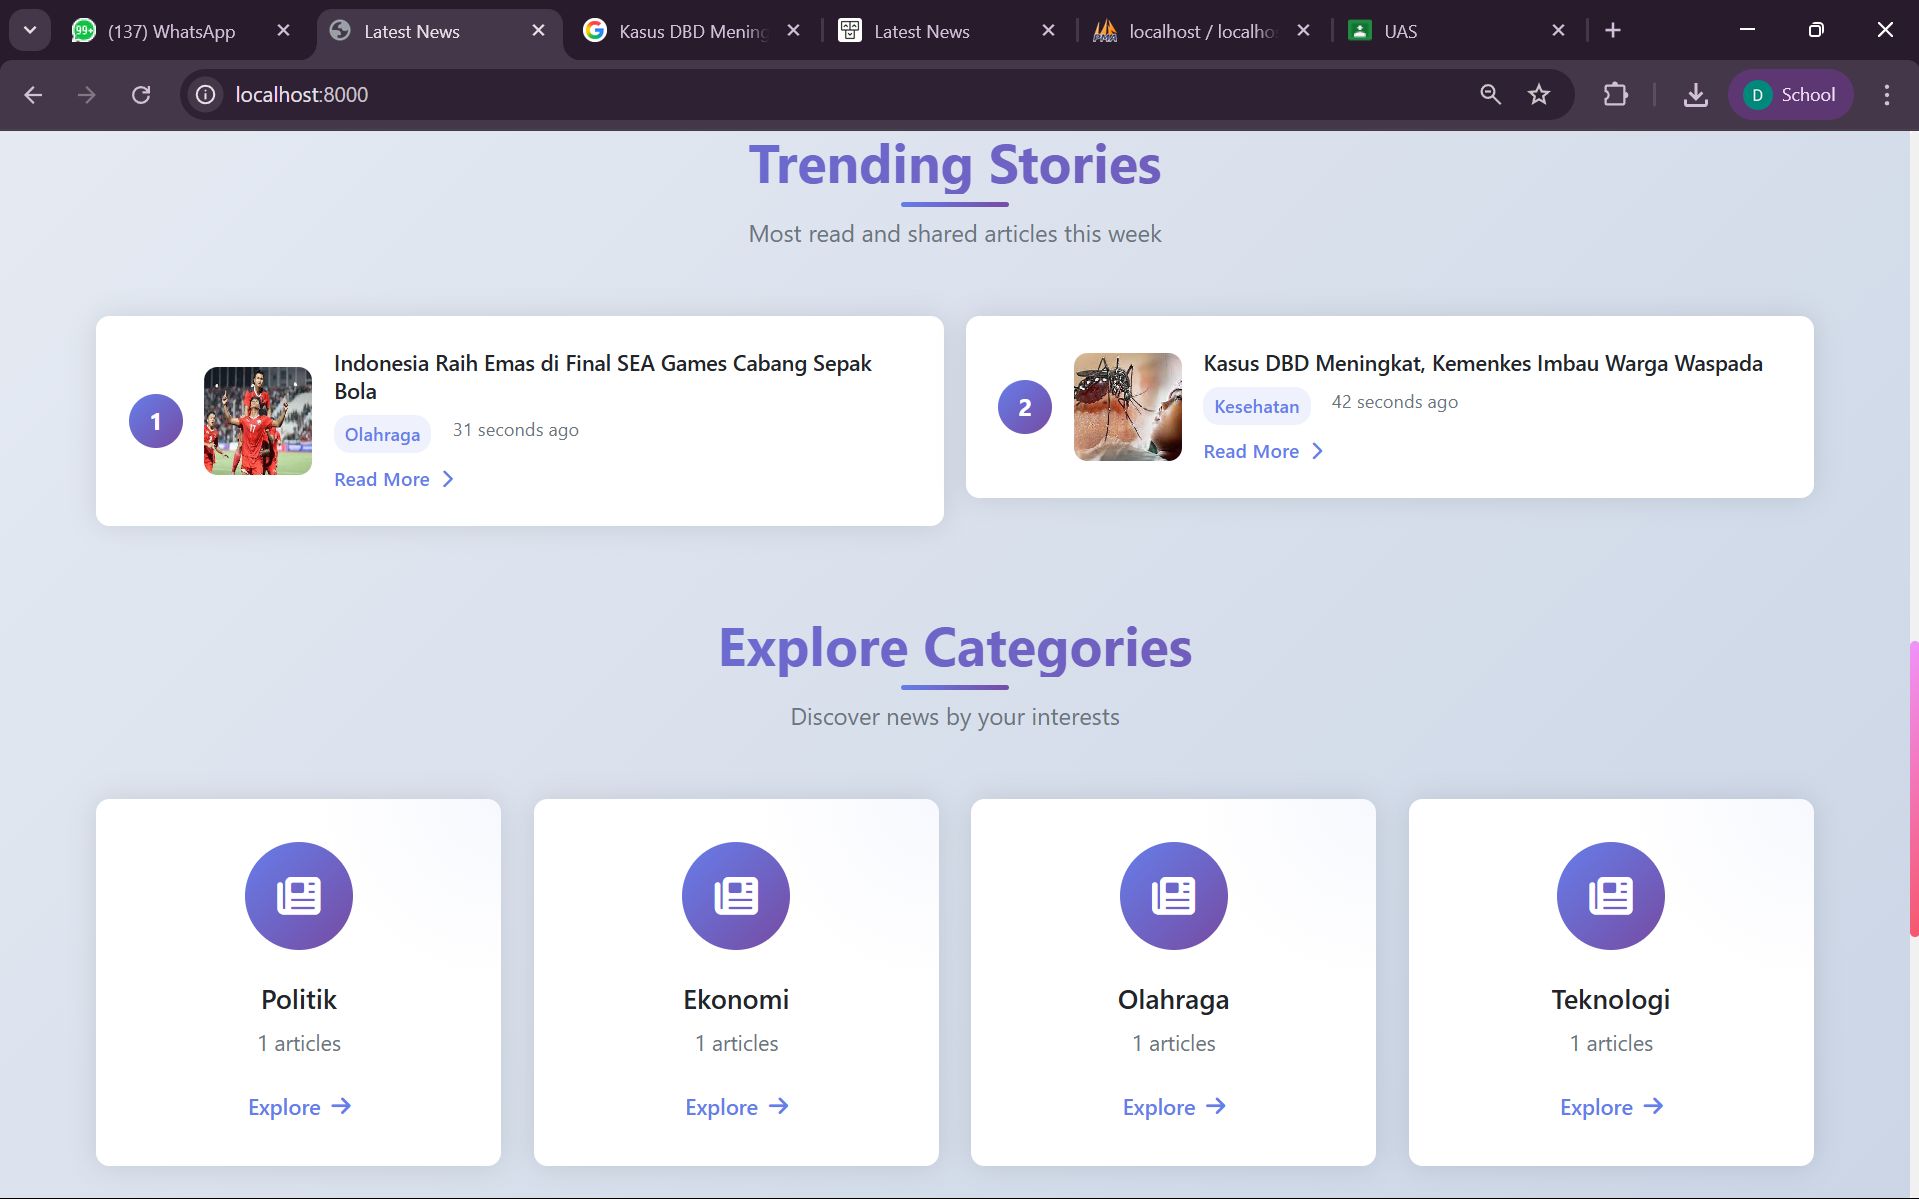 (137) WhatsApp
Latest News
Kasus DBD Mening
Latest News
localhost / localho
UAS
localhost:8000
D
School
Trending Stories
Most read and shared articles this week
1
Indonesia Raih Emas di Final SEA Games Cabang Sepak
Bola
Olahraga
31 seconds ago
Read More
2
Kasus DBD Meningkat, Kemenkes Imbau Warga Waspada
Kesehatan
42 seconds ago
Read More
Explore Categories
Discover news by your interests
Politik
1 articles
Explore
Ekonomi
1 articles
Explore
Olahraga
1 articles
Explore
Teknologi
1 articles
Explore